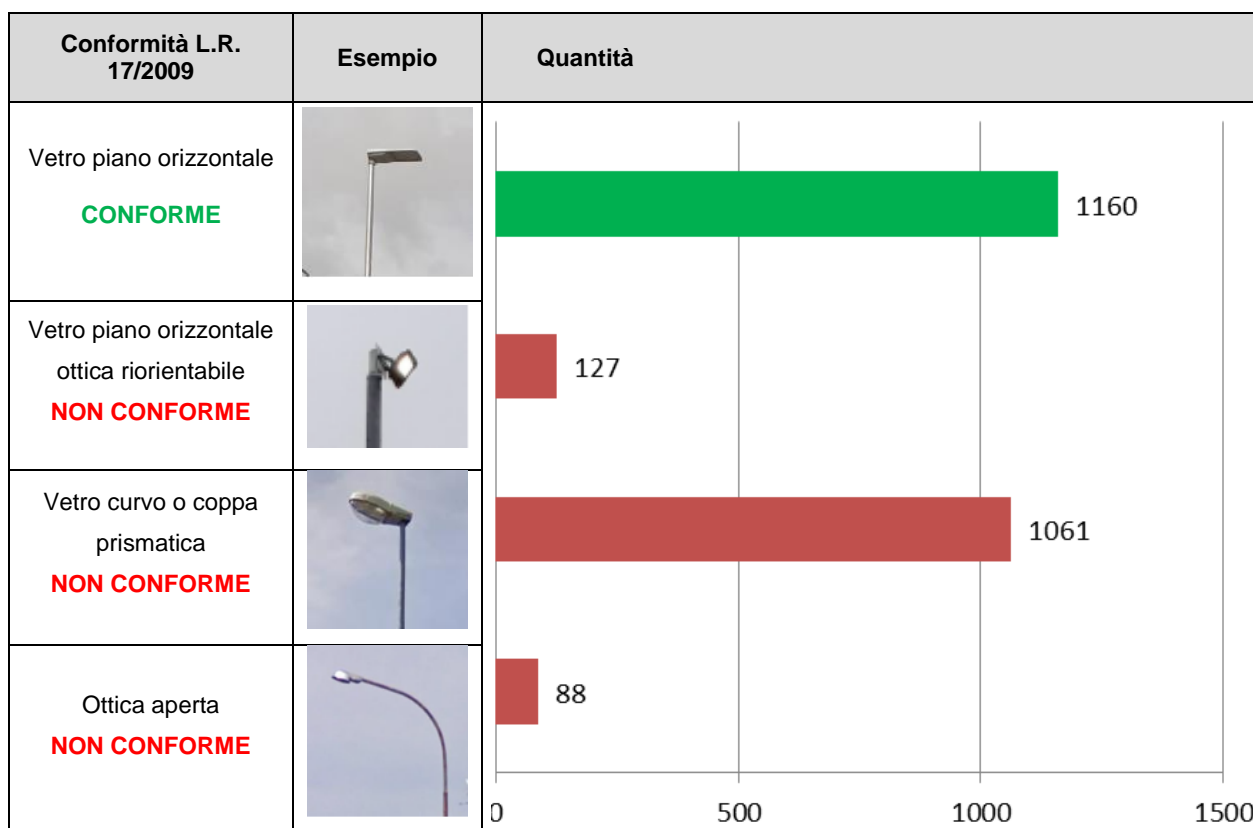 Conformità L.R.
17/2009
Esempio
Quantità
Vetro piano orizzontale
CONFORME
1160
Vetro piano orizzontale
ottica riorientabile
NON CONFORME
127
Vetro curvo o coppa
prismatica
NON CONFORME
1061
Ottica aperta
NON CONFORME
88
0
500
1000
1500